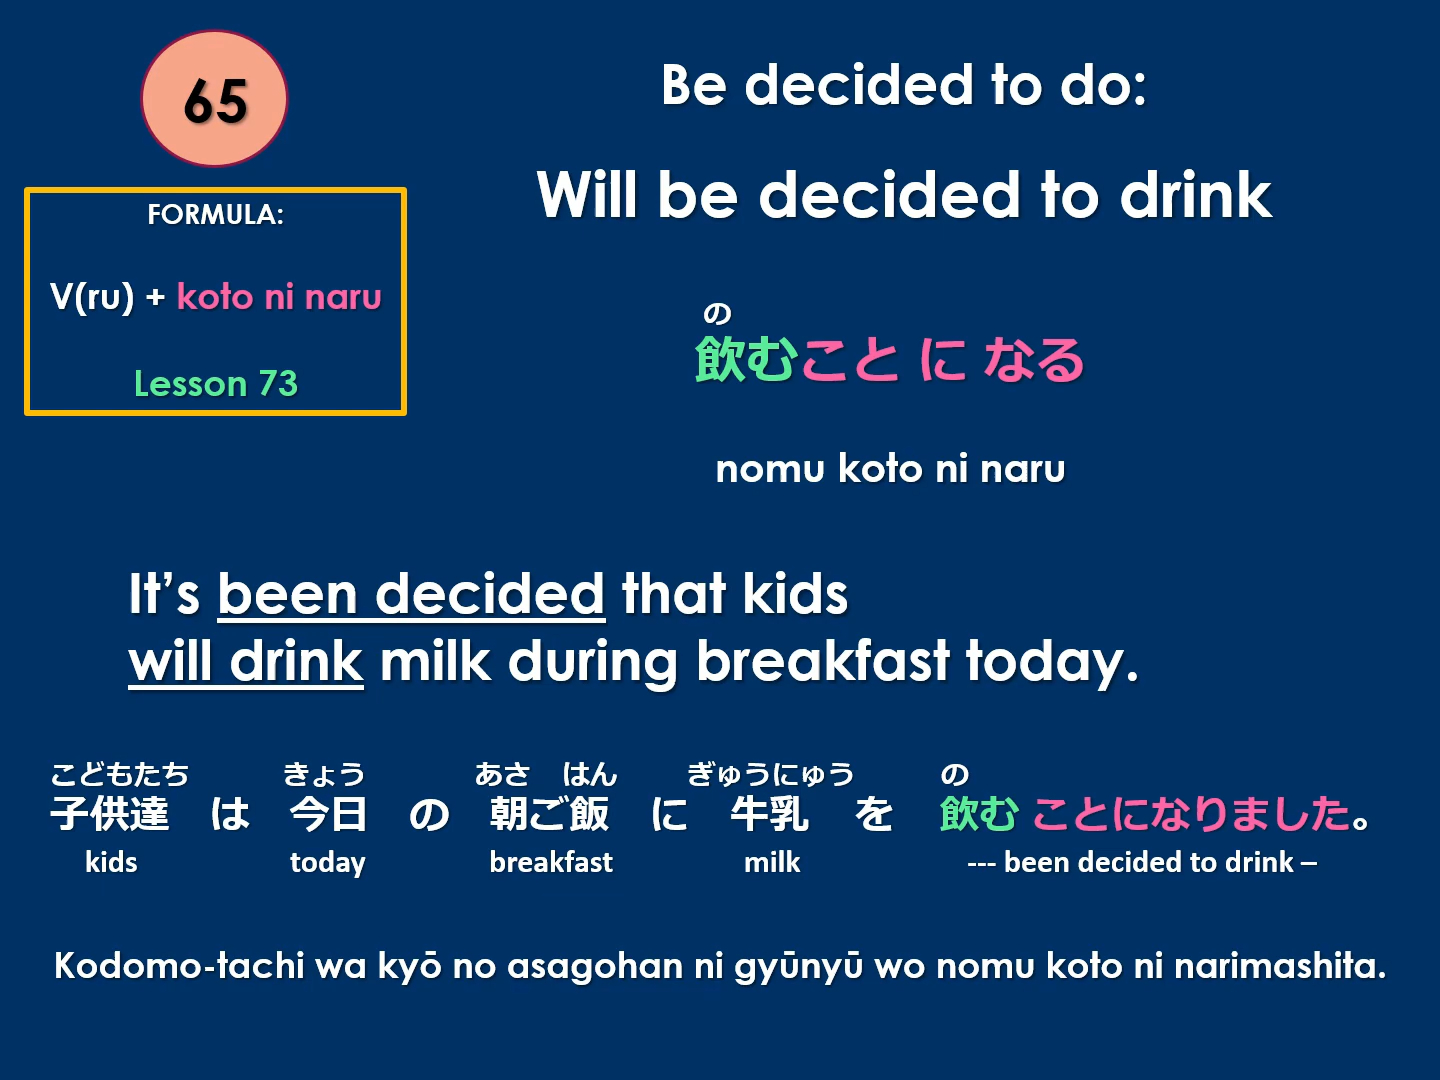 65
Be decided to do:
Will be decided to drink
FORMULA:
V(ru) + koto ni naru
Lesson 73
の
飲むこと に なる
nomu koto ni naru
It’s been decided that kids
will drink milk during breakfast today.
こどもたち きょう あさ はん ぎゅうにゅう の
子供達 は 今日 の 朝ご飯 に 牛乳 を 飲む ことになりました。
kids today breakfast milk --- been decided to drink –
Kodomo-tachi wa kyō no asagohan ni gyūnyū wo nomu koto ni narimashita.